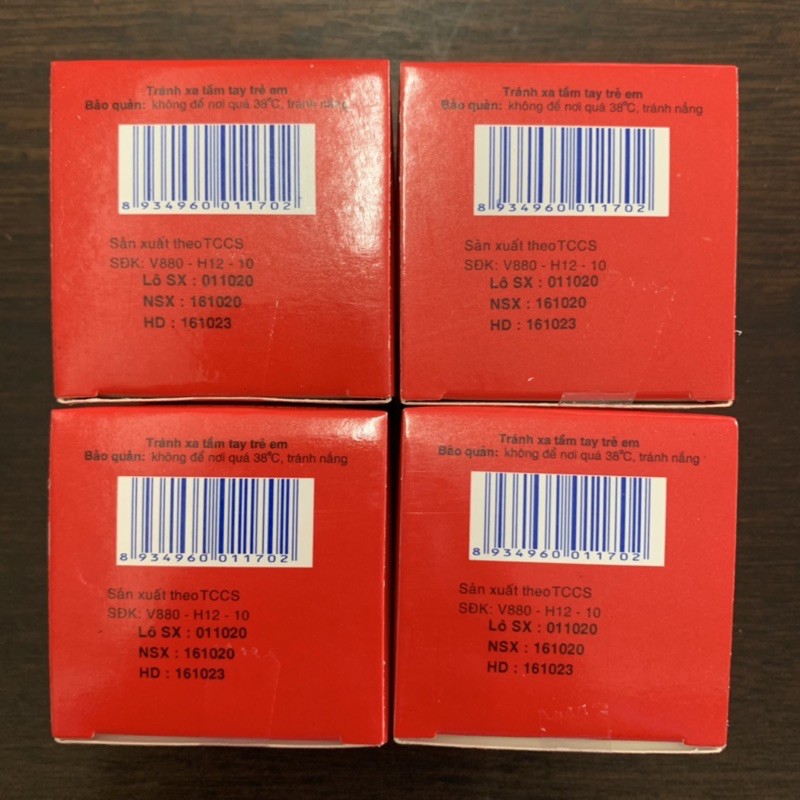 Tránh xa tầm tay trẻ em
Bảo quản: không để nơi quá 38°C, tránh nắng
8 934960 011702
Sản xuất theo TCCS
SĐK: V880 - H12 - 10
Lô SX : 011020
NSX : 161020
HD : 161023
Tránh xa tầm tay trẻ em
Bảo quản: không để nơi quá 38°C, tránh nắng
8 934960 011702
Sản xuất theo TCCS
SĐK: V880 - H12 - 10
Lô SX : 011020
NSX : 161020
HD : 161023
Tránh xa tầm tay trẻ em
Bảo quản: không để nơi quá 38°C, tránh nắng
8 934960 011702
Sản xuất theo TCCS
SĐK: V880 - H12 - 10
Lô SX : 011020
NSX : 161020
HD : 161023
Tránh xa tầm tay trẻ em
Bảo quản: không để nơi quá 38°C, tránh nắng
8 934960 011702
Sản xuất theo TCCS
SĐK: V880 - H12 - 10
Lô SX : 011020
NSX : 161020
HD : 161023